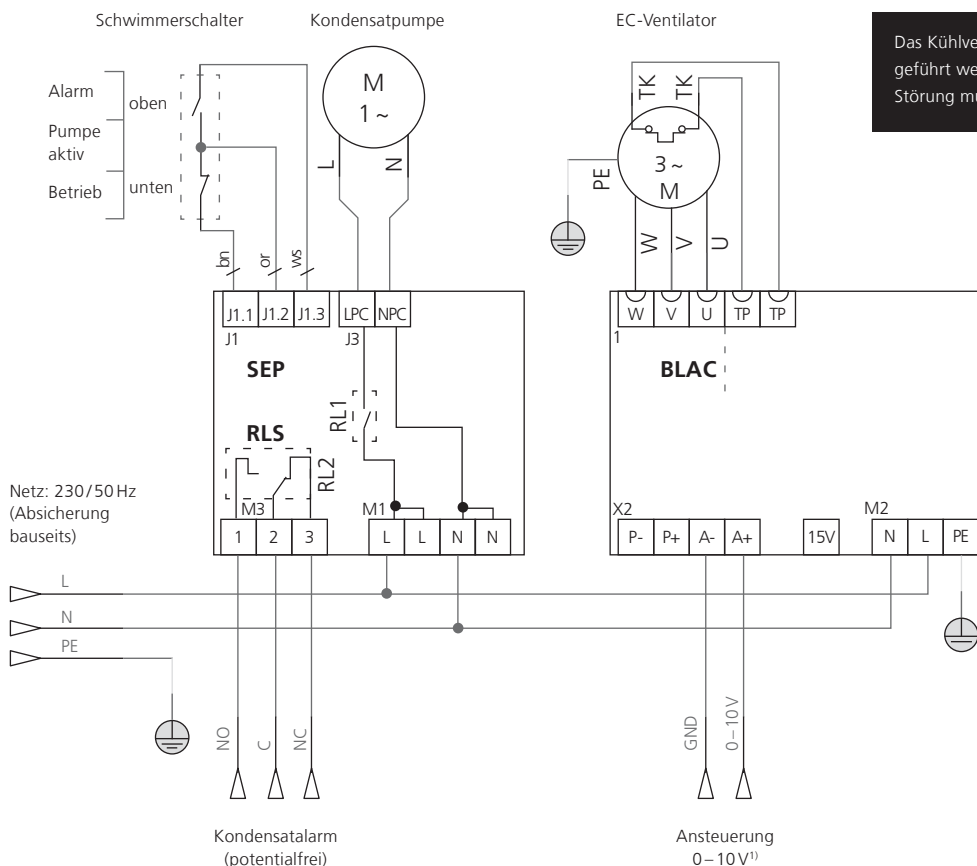 Schwimmerschalter
Kondensatpumpe
EC-Ventilator
Das Kühlve
geführt we
Störung mu
Alarm
oben
Pumpe
aktiv
Betrieb
unten
M
1 ~
L
N
TK
TK
PE
3 ~
M
W
V
U
bn
or
ws
J1.1
J1.2
J1.3
LPC
NPC
W
V
U
TP
TP
J1
J3
1
SEP
BLAC
RL1
RLS
RL2
Netz: 230/50 Hz
(Absicherung
bauseits)
M3
M1
X2
M2
1
2
3
L
L
N
N
P-
P+
A-
A+
15V
N
L
PE
L
N
PE
NO
C
NC
GND
0–10 V
Kondensatalarm
(potentialfrei)
Ansteuerung
0–10 V¹⁾